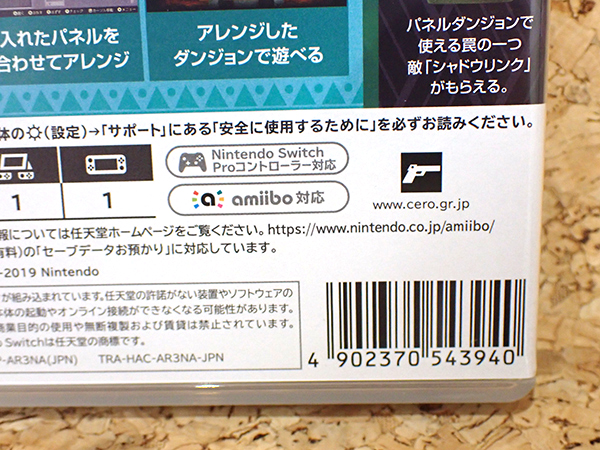 入れたパネルを
合わせてアレンジ
アレンジした
ダンジョンで遊べる
パネルダンジョンで
使える罠の一つ
敵「シャドウリンク」
がもらえる。
体の (設定)→「サポート」にある「安全に使用するために」を必ずお読みください。
1
1
Nintendo Switch
Proコントローラー対応
amiibo 対応
www.cero.gr.jp
報については任天堂ホームページをご覧ください。https://www.nintendo.co.jp/amiibo/
有料)の「セーブデータお預かり」に対応しています。
-2019 Nintendo
が組み込まれています。任天堂の許諾がない装置やソフトウェアの
体の起動やオンライン接続ができなくなる可能性があります。
商業目的の使用や無断複製および賃貸は禁止されています。
Switchは任天堂の商標です。
P-AR3NA(JPN) TRA-HAC-AR3NA-JPN
4 902370 543940